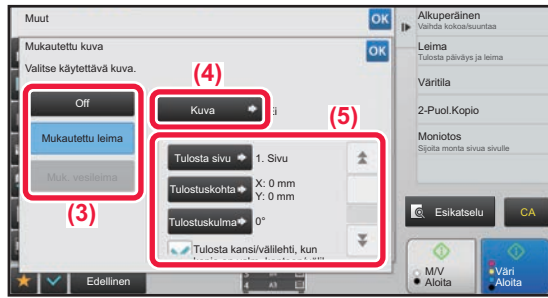 Muut
OK
Mukautettu kuva
OK
Valitse käytettävä kuva.
(4)
Off
Kuva
(5)
Mukautettu leima
Tulosta sivu
1. Sivu
Muk. vesileima
Tulostuskohta
X: 0 mm
Y: 0 mm
(3)
Tulostuskulma
0°
Tulosta kansi/välilehti, kun
Edellinen
4 A3
Alkuperäinen
Vaihda kokoa/suuntaa
Leima
Tulosta päiväys ja leima
Väritila
2-Puol.Kopio
Moniotos
Sijoita monta sivua sivulle
Esikatselu
CA
M/V
Aloita
Väri
Aloita